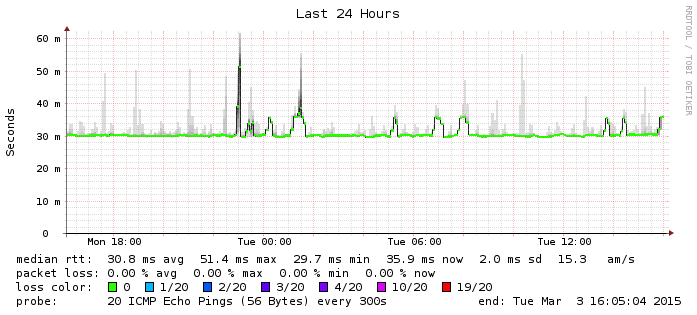 Last 24 Hours
RRDTOOL / TOBI OETIKER
Seconds
60 m
50 m
40 m
30 m
20 m
10 m
0
Mon 18:00 Tue 00:00 Tue 06:00 Tue 12:00
median rtt: 30.8 ms avg 51.4 ms max 29.7 ms min 35.9 ms now 2.0 ms sd 15.3 am/s
packet loss: 0.00 % avg 0.00 % max 0.00 % min 0.00 % now
loss color: 0 1/20 2/20 3/20 4/20 10/20 19/20
probe: 20 ICMP Echo Pings (56 Bytes) every 300s end: Tue Mar 3 16:05:04 2015